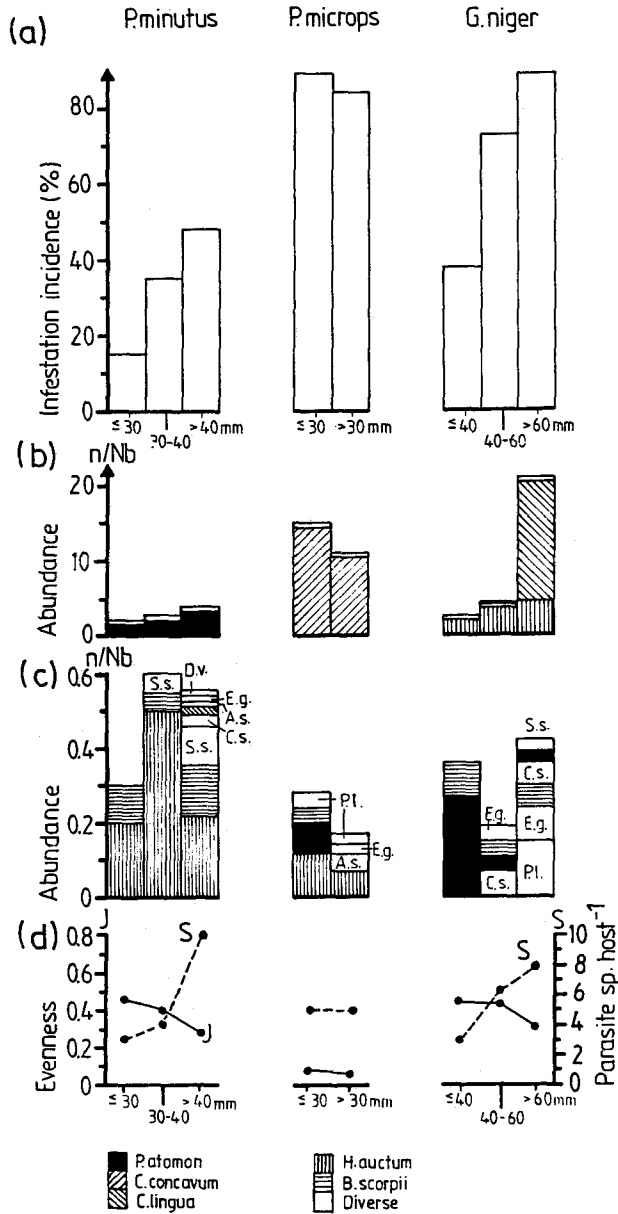 P.minutus P.microps G.niger
(a)
Infestation incidence (%)
80
60
40
20
0
≤30 30-40 >40mm
≤30 >30mm
≤40 40-60 >60mm
(b) n/Nb
Abundance
20
10
0
n/Nb
(c)
Abundance
0.6
0.4
0.2
0
S.s. D.v. E.g. A.s. C.s. S.s.
P.l. E.g. A.s.
E.g. C.s.
S.s. C.s. E.g. P.l.
(d) J
Evenness
0.8
0.6
0.4
0.2
0
S J
S
S
Parasite sp. host⁻¹
10
8
6
4
2
0
≤30 30-40 >40mm
≤30 >30mm
≤40 40-60 >60mm
P.atomon
C.concavum
C.lingua
H.auctum
B.scorpii
Diverse